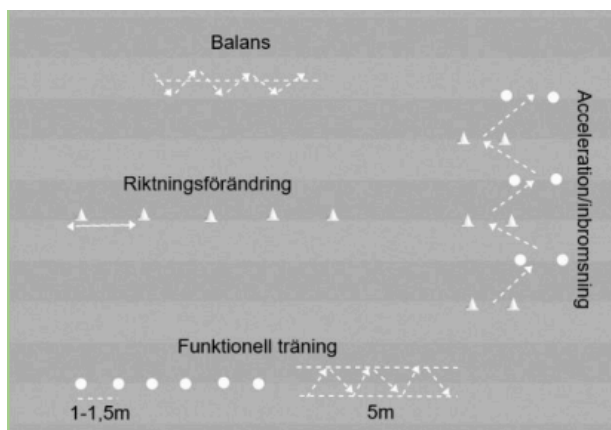 Balans
Acceleration/inbromsning
Riktningsförändring
Funktionell träning
1-1,5m
5m